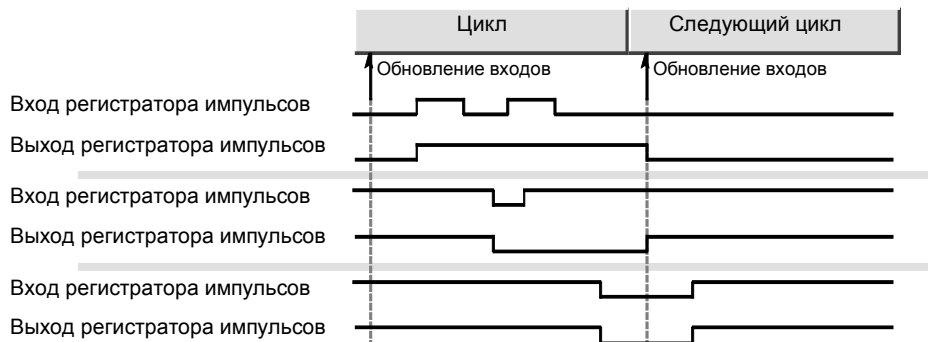 Цикл Следующий цикл
Обновление входов Обновление входов
Вход регистратора импульсов
Выход регистратора импульсов
Вход регистратора импульсов
Выход регистратора импульсов
Вход регистратора импульсов
Выход регистратора импульсов